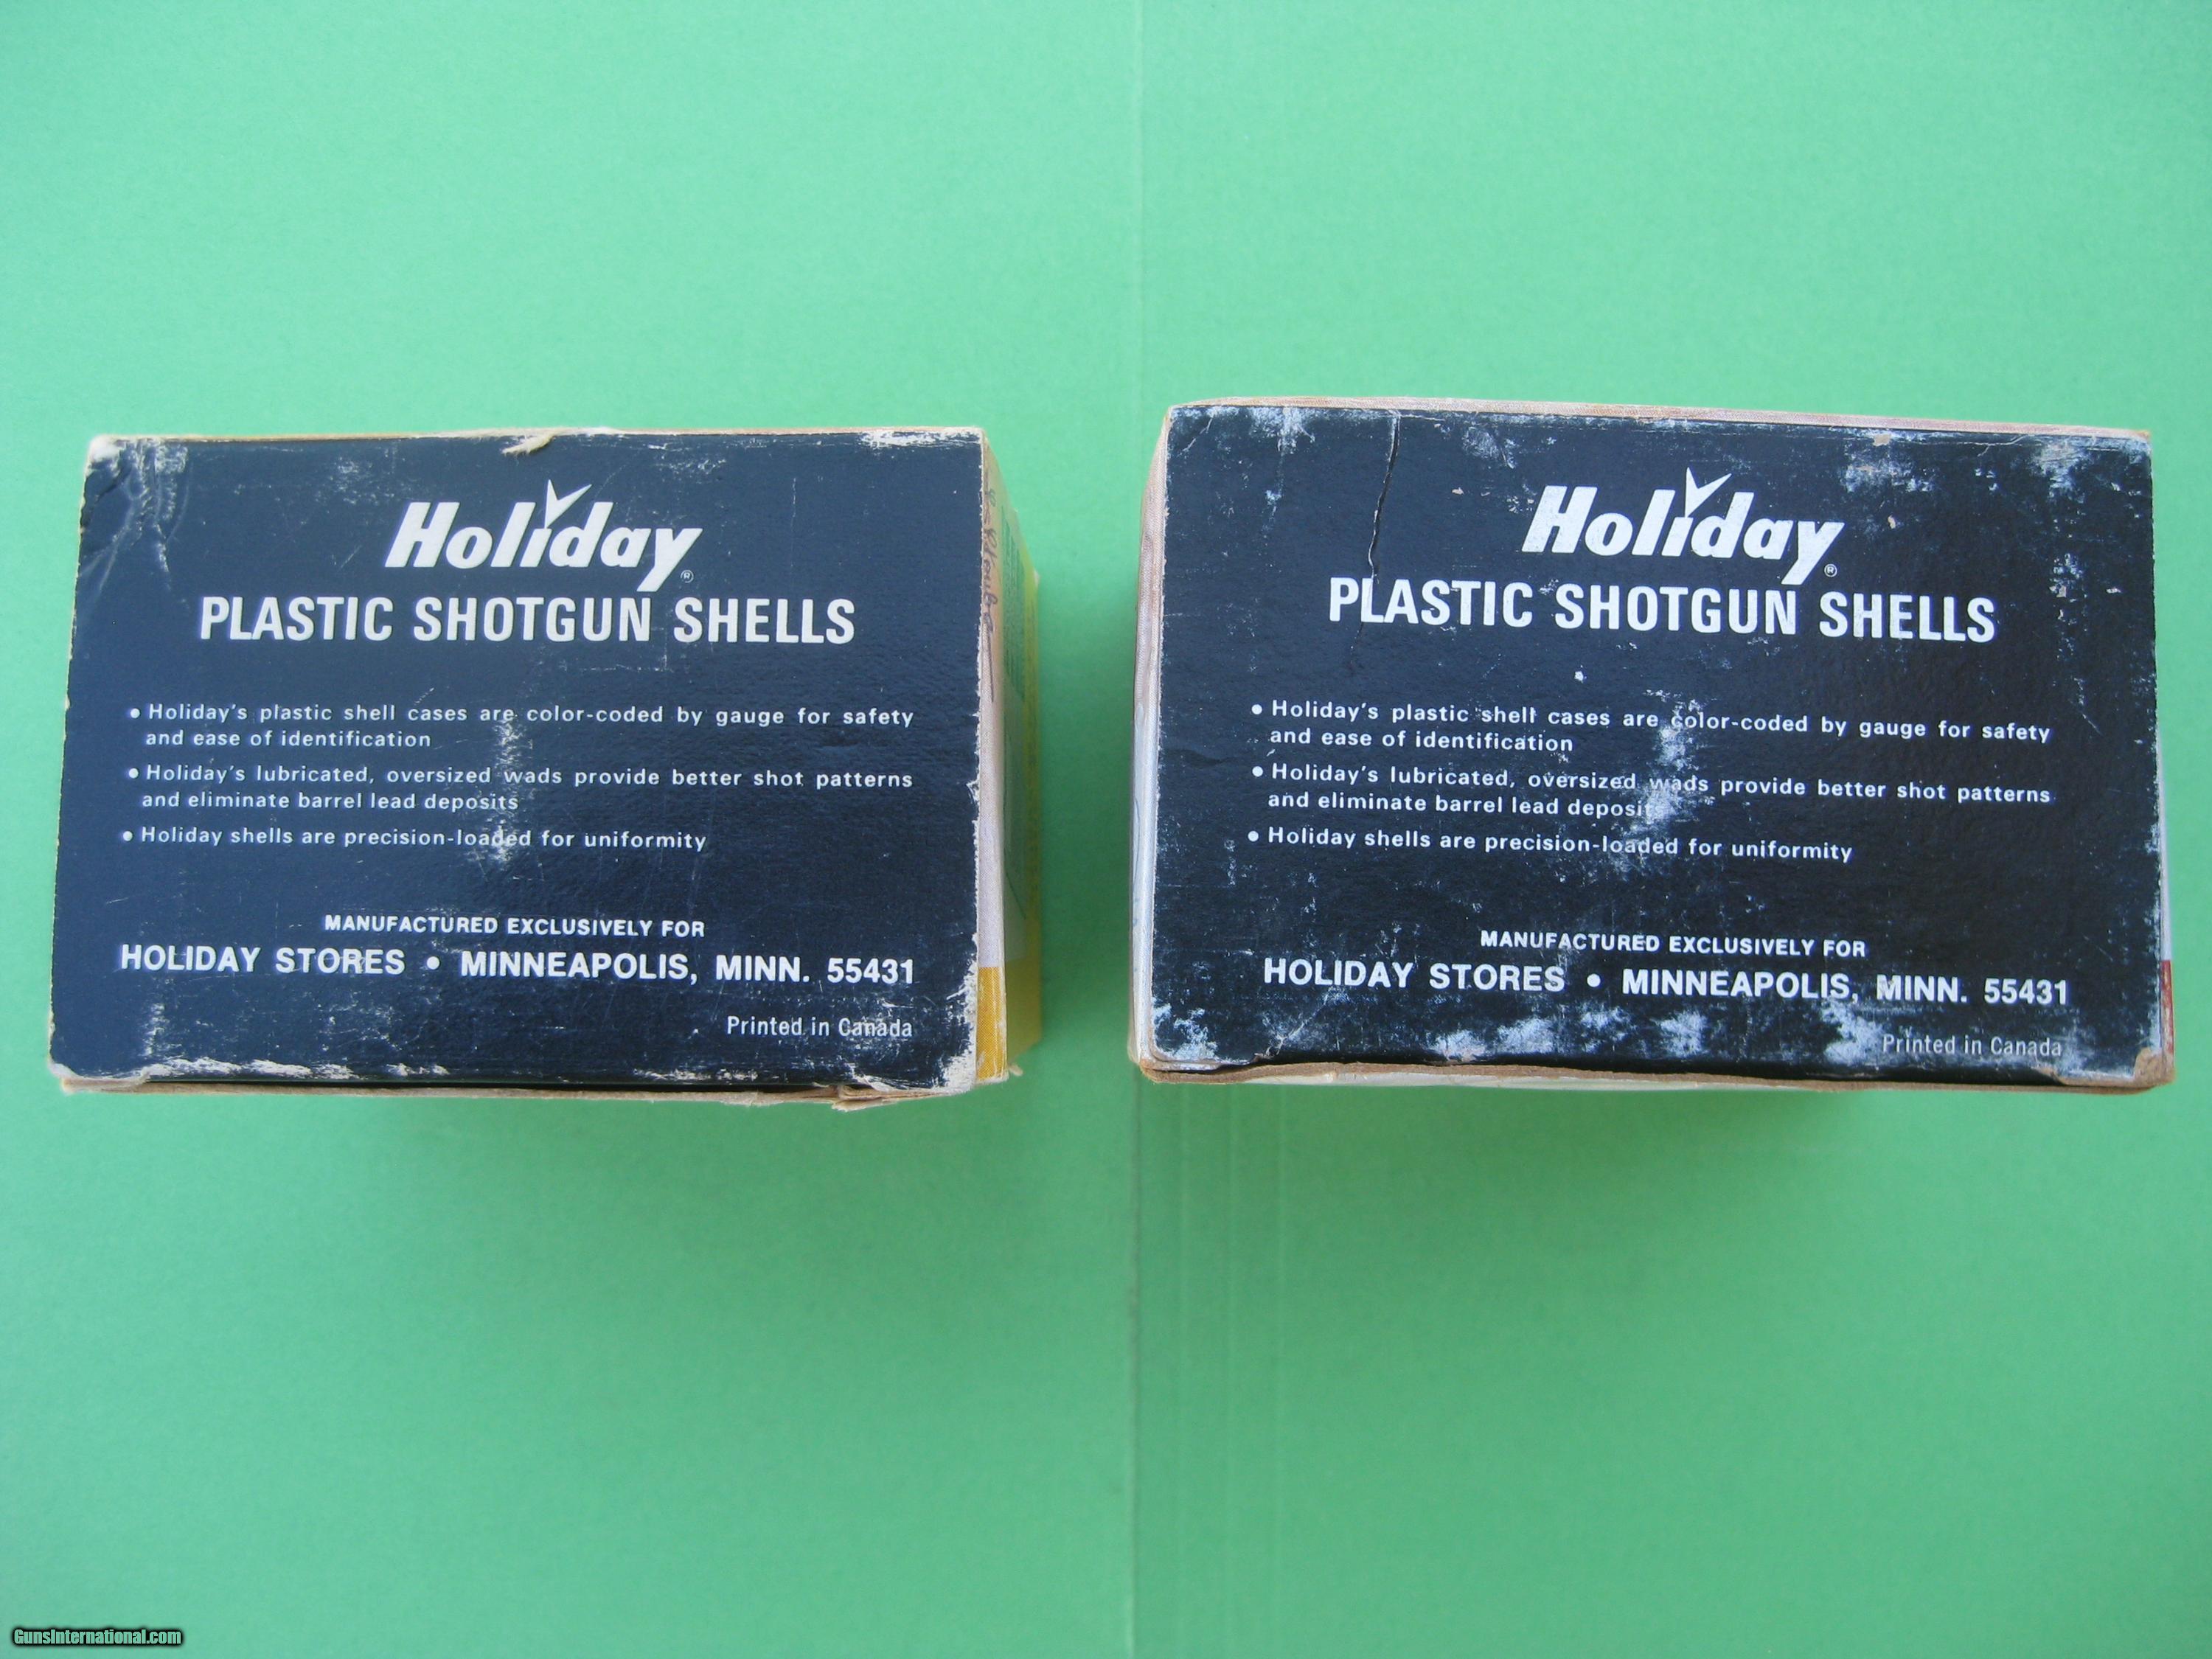 Holiday®
PLASTIC SHOTGUN SHELLS
• Holiday's plastic shell cases are color-coded by gauge for safety
and ease of identification
• Holiday's lubricated, oversized wads provide better shot patterns
and eliminate barrel lead deposits
• Holiday shells are precision-loaded for uniformity
MANUFACTURED EXCLUSIVELY FOR
HOLIDAY STORES • MINNEAPOLIS, MINN. 55431
Printed in Canada
Holiday®
PLASTIC SHOTGUN SHELLS
• Holiday's plastic shell cases are color-coded by gauge for safety
and ease of identification
• Holiday's lubricated, oversized wads provide better shot patterns
and eliminate barrel lead deposits
• Holiday shells are precision-loaded for uniformity
MANUFACTURED EXCLUSIVELY FOR
HOLIDAY STORES • MINNEAPOLIS, MINN. 55431
Printed in Canada
GunsInternational.com